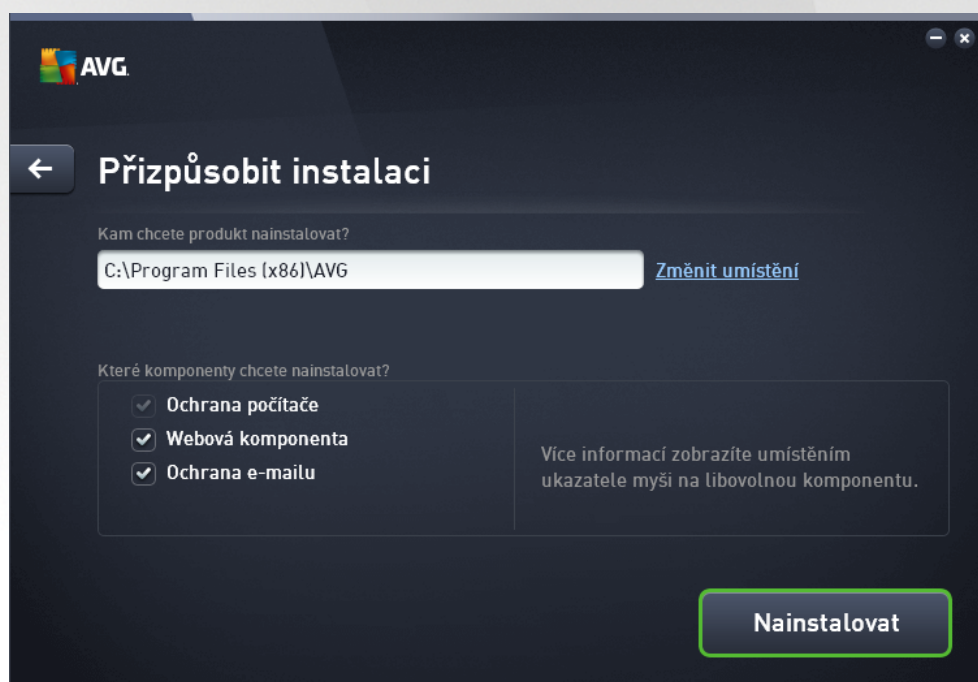 AVG.
Přizpůsobit instalaci
Kam chcete produkt nainstalovat?
C:\Program Files (x86)\AVG
Změnit umístění
Které komponenty chcete nainstalovat?
Ochrana počítače
Webová komponenta
Ochrana e-mailu
Více informací zobrazíte umístěním
ukazatele myši na libovolnou komponentu.
Nainstalovat